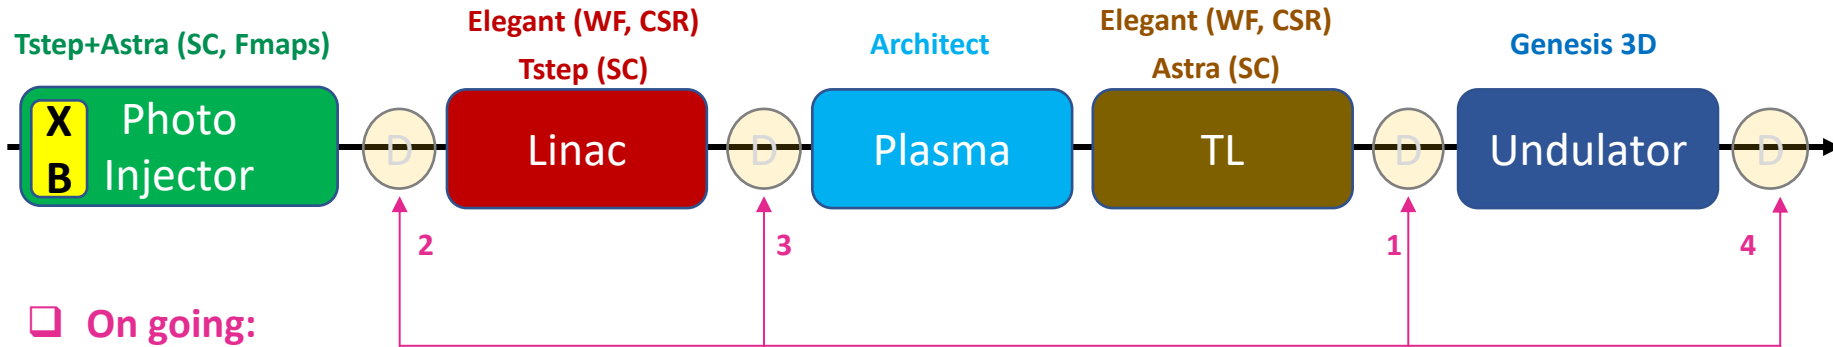 Tstep+Astra (SC, Fmaps)
Elegant (WF, CSR)
Tstep (SC)
Architect
Elegant (WF, CSR)
Astra (SC)
Genesis 3D
X
B
Photo
Injector
D
Linac
D
Plasma
TL
D
Undulator
D
2
3
1
4
❑ On going: